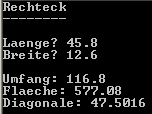 Rechteck
--------
Laenge? 45.8
Breite? 12.6
Umfang: 116.8
Flaeche: 577.08
Diagonale: 47.5016